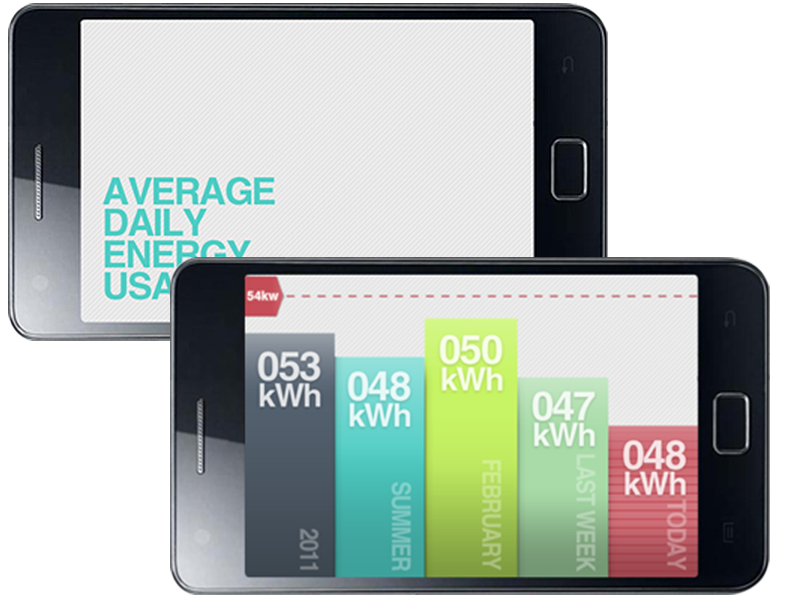 AVERAGE
DAILY
ENERGY
USA
54kw
053
kWh
048
kWh
050
kWh
047
kWh
048
kWh
2011
SUMMER
FEBRUARY
LAST WEEK
TODAY